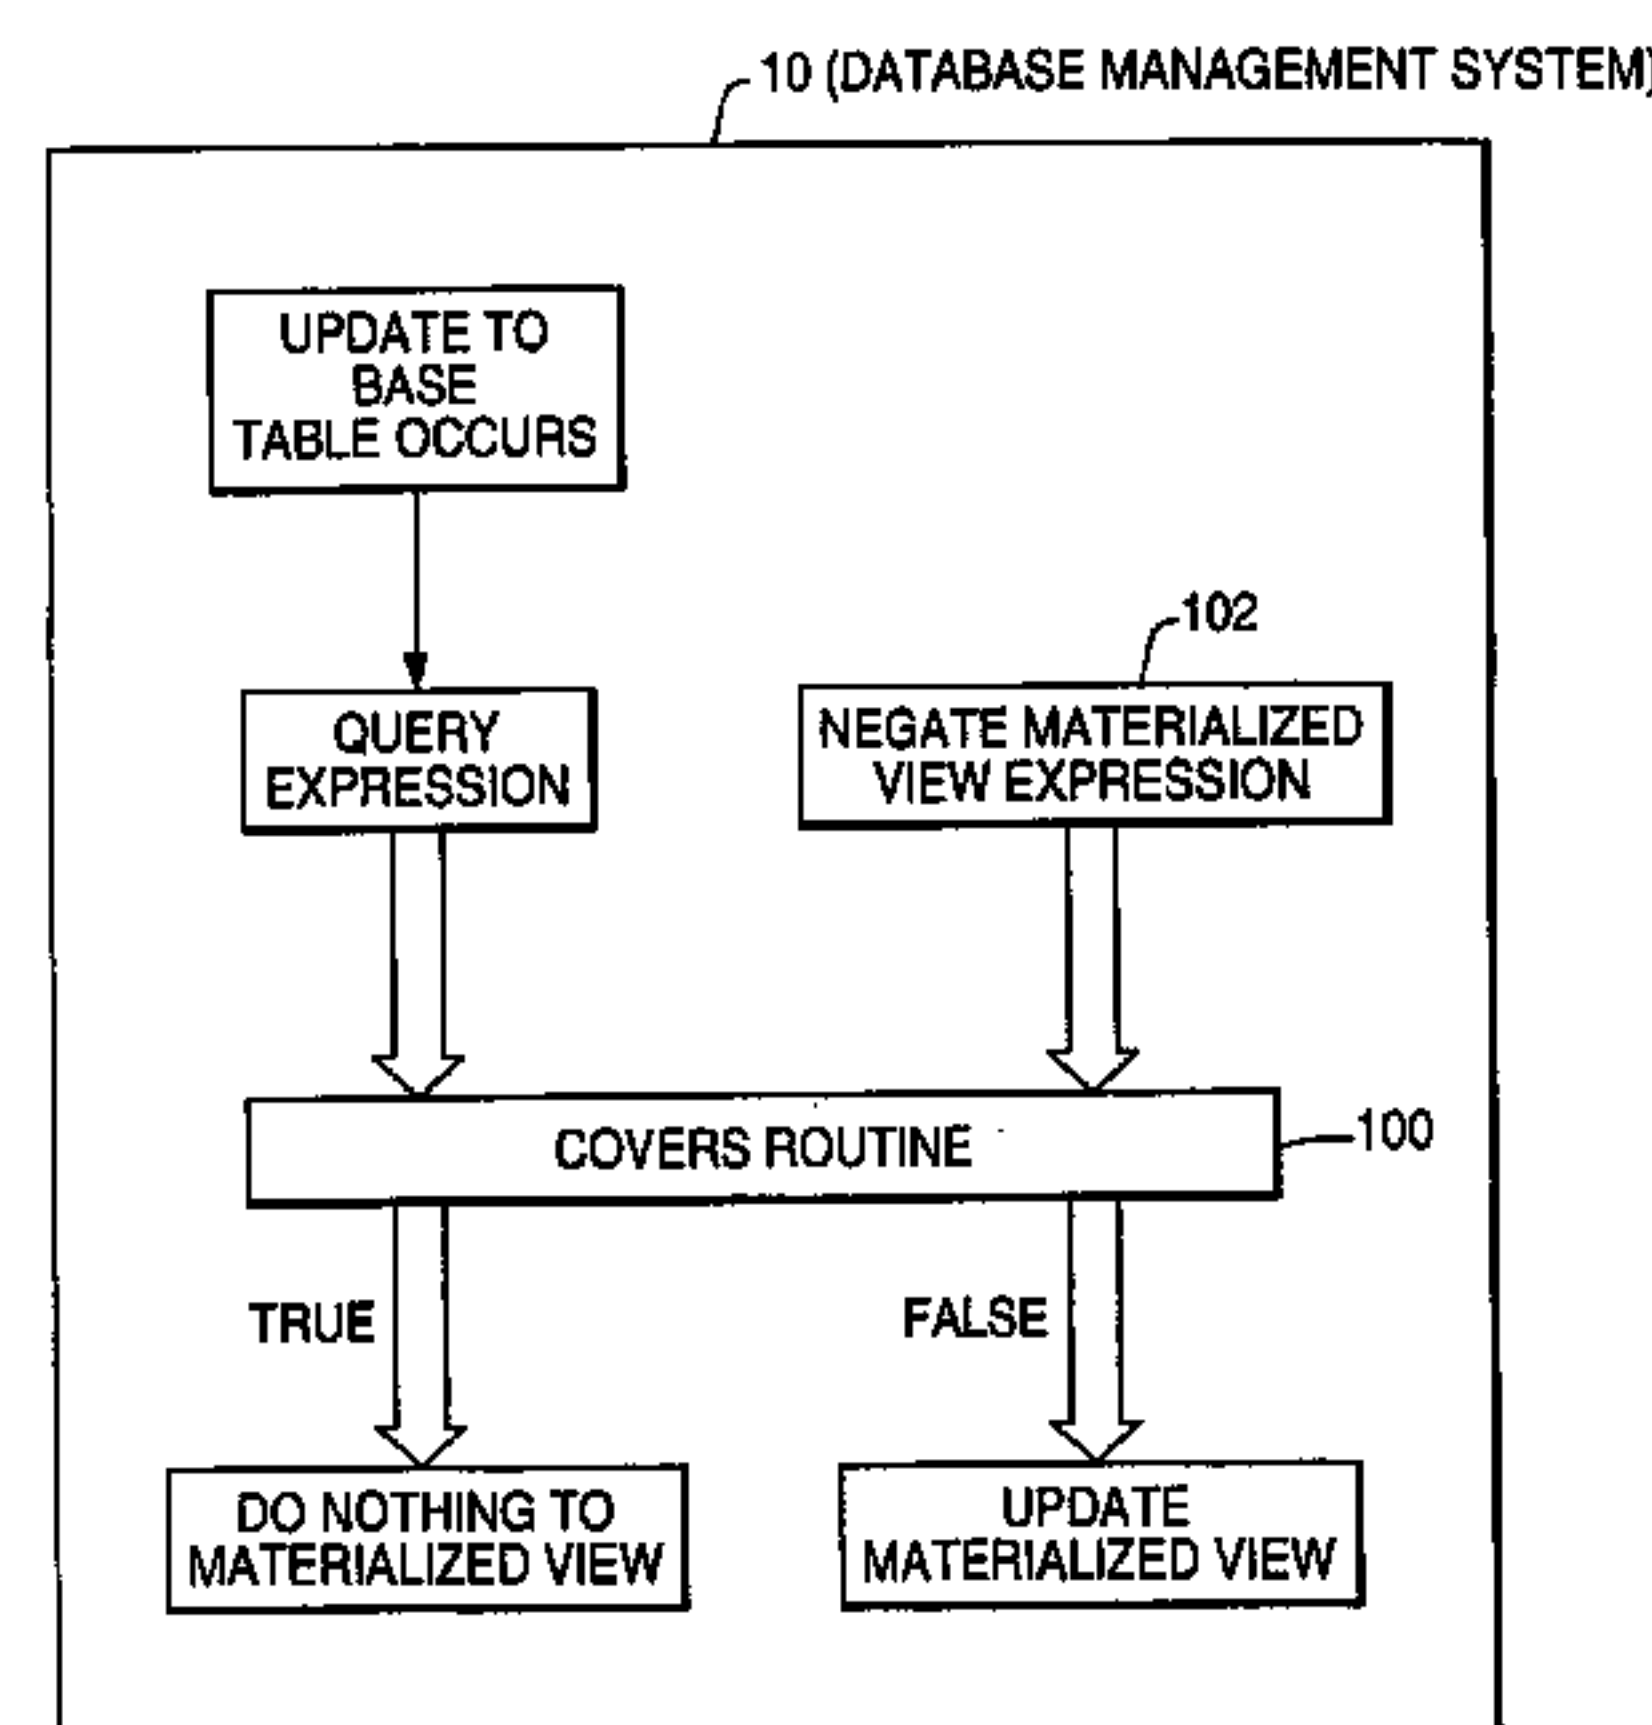 10 (DATABASE MANAGEMENT SYSTEM)
UPDATE TO
BASE
TABLE OCCURS
102
QUERY
EXPRESSION
NEGATE MATERIALIZED
VIEW EXPRESSION
COVERS ROUTINE
100
TRUE
FALSE
DO NOTHING TO
MATERIALIZED VIEW
UPDATE
MATERIALIZED VIEW